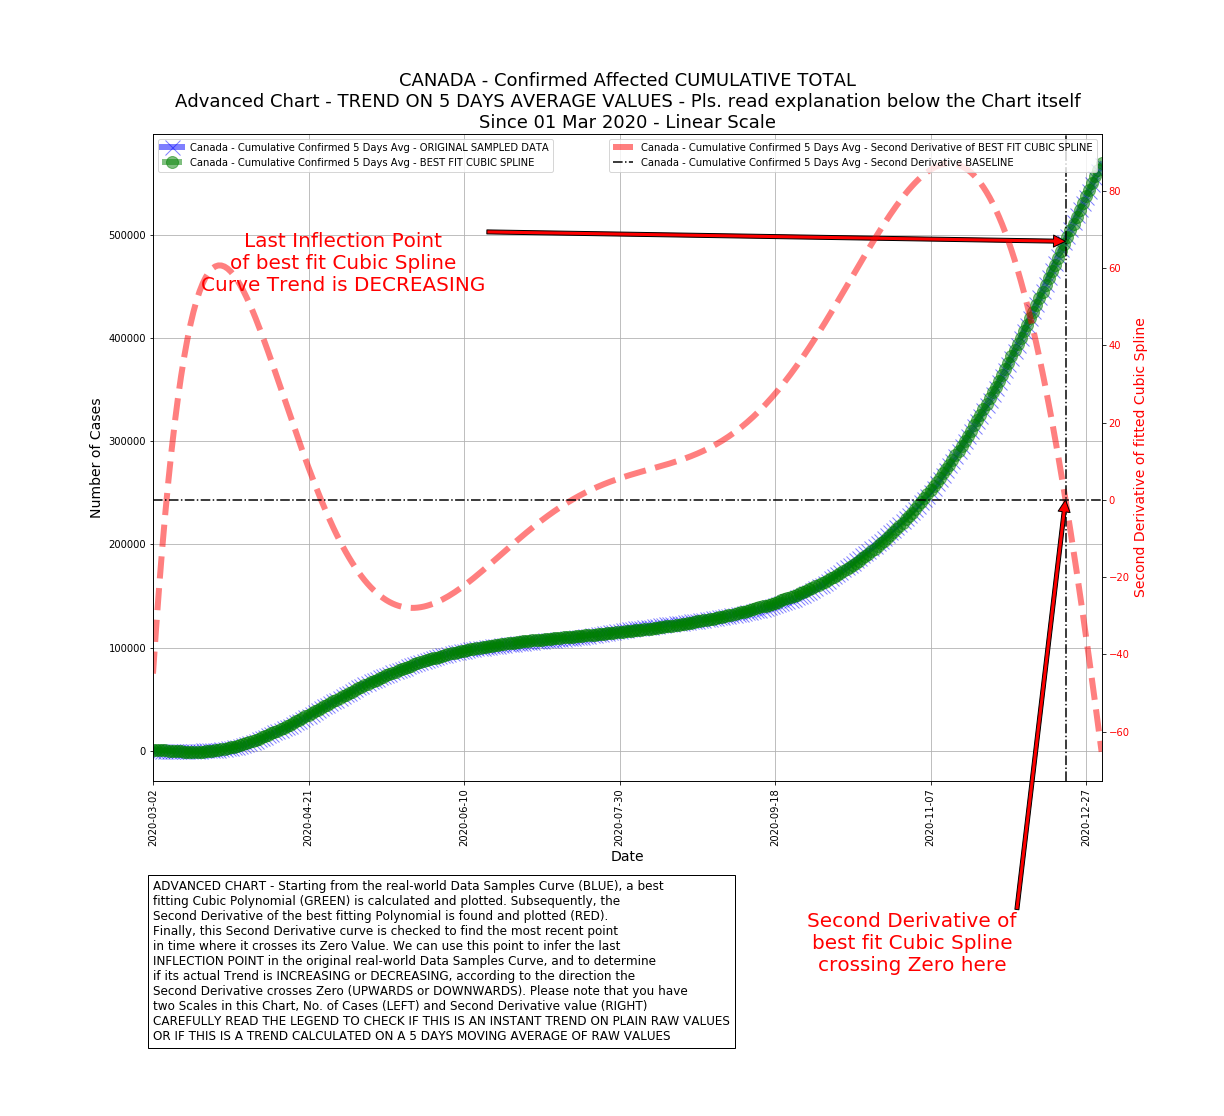 CANADA - Confirmed Affected CUMULATIVE TOTAL
Advanced Chart - TREND ON 5 DAYS AVERAGE VALUES - Pls. read explanation below the Chart itself
Since 01 Mar 2020 - Linear Scale
Canada - Cumulative Confirmed 5 Days Avg - ORIGINAL SAMPLED DATA
Canada - Cumulative Confirmed 5 Days Avg - BEST FIT CUBIC SPLINE
Canada - Cumulative Confirmed 5 Days Avg - Second Derivative of BEST FIT CUBIC SPLINE
Canada - Cumulative Confirmed 5 Days Avg - Second Derivative BASELINE
Last Inflection Point
of best fit Cubic Spline
Curve Trend is DECREASING
Number of Cases
500000
400000
300000
200000
100000
0
80
60
40
20
0
−20
−40
−60
Second Derivative of fitted Cubic Spline
2020-03-02
2020-04-21
2020-06-10
2020-07-30
2020-09-18
2020-11-07
2020-12-27
Date
ADVANCED CHART - Starting from the real-world Data Samples Curve (BLUE), a best
fitting Cubic Polynomial (GREEN) is calculated and plotted. Subsequently, the
Second Derivative of the best fitting Polynomial is found and plotted (RED).
Finally, this Second Derivative curve is checked to find the most recent point
in time where it crosses its Zero Value. We can use this point to infer the last
INFLECTION POINT in the original real-world Data Samples Curve, and to determine
if its actual Trend is INCREASING or DECREASING, according to the direction the
Second Derivative crosses Zero (UPWARDS or DOWNWARDS). Please note that you have
two Scales in this Chart, No. of Cases (LEFT) and Second Derivative value (RIGHT)
CAREFULLY READ THE LEGEND TO CHECK IF THIS IS AN INSTANT TREND ON PLAIN RAW VALUES
OR IF THIS IS A TREND CALCULATED ON A 5 DAYS MOVING AVERAGE OF RAW VALUES
Second Derivative of
best fit Cubic Spline
crossing Zero here